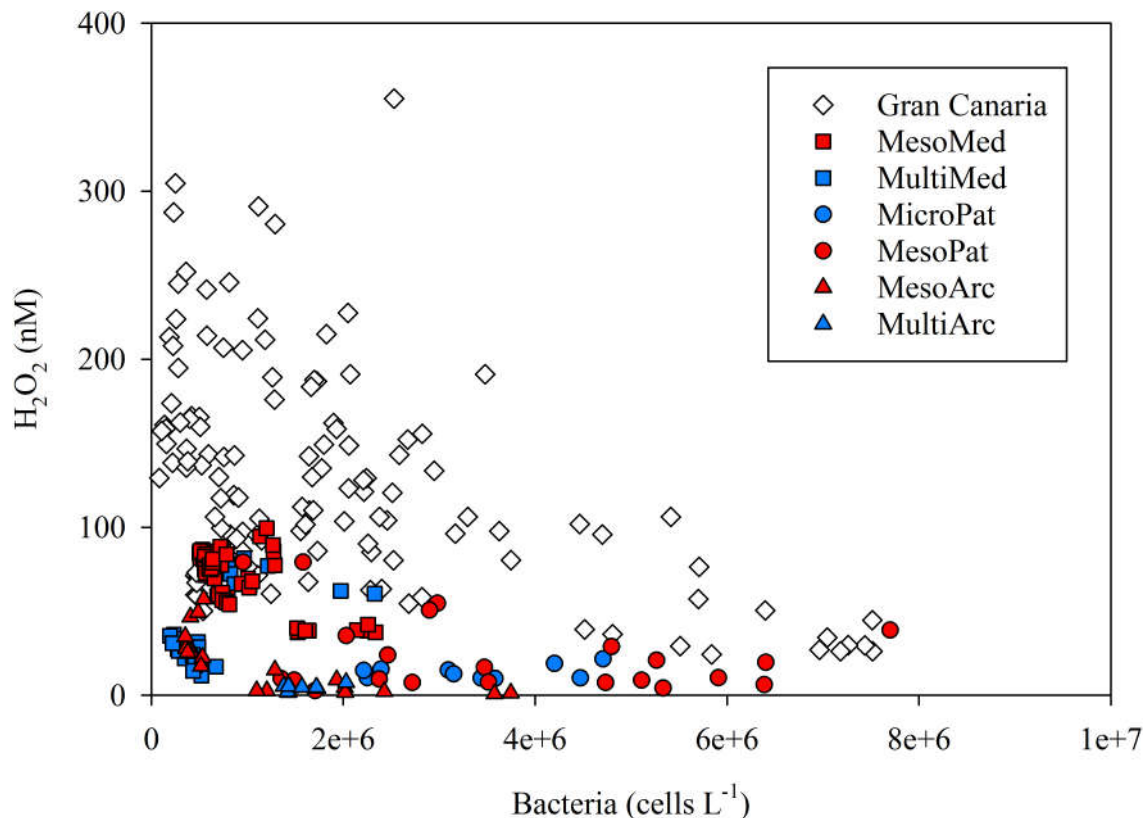 400
300
200
100
0
H₂O₂ (nM)
0
2e+6
4e+6
6e+6
8e+6
1e+7
Bacteria (cells L⁻¹)
Gran Canaria
MesoMed
MultiMed
MicroPat
MesoPat
MesoArc
MultiArc